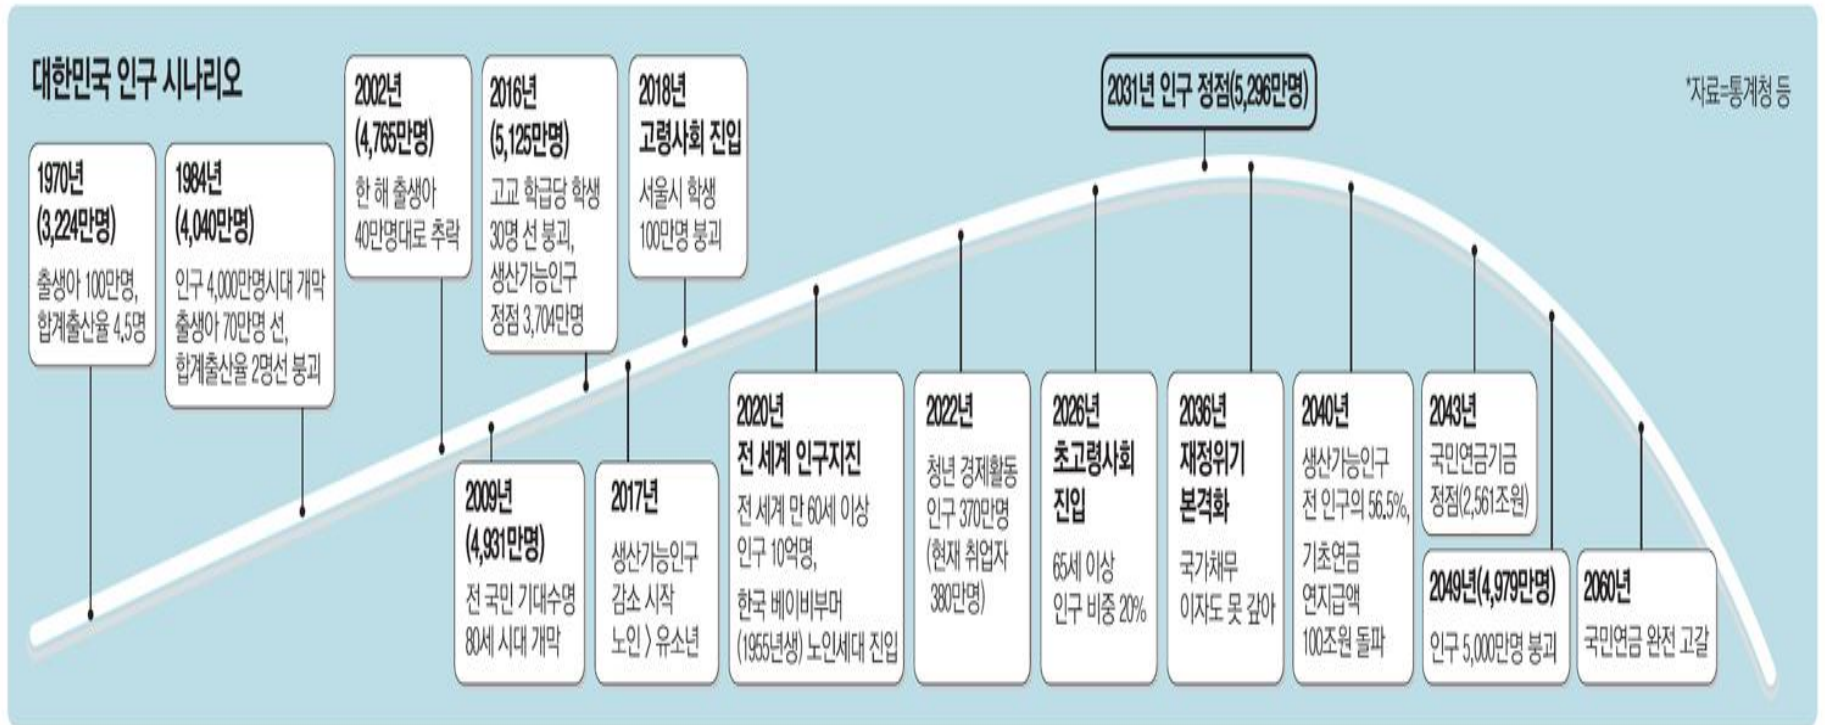 대한민국 인구 시나리오
*자료=통계청 등
1970년
(3,224만명)
출생아 100만명,
합계출산율 4.5명
1984년
(4,040만명)
인구 4,000만명시대 개막
출생아 70만명 선,
합계출산율 2명선 붕괴
2002년
(4,765만명)
한 해 출생아
40만명대로 추락
2009년
(4,931만명)
전 국민 기대수명
80세 시대 개막
2016년
(5,125만명)
고교 학급당 학생
30명 선 붕괴,
생산가능인구
정점 3,704만명
2017년
생산가능인구
감소 시작
노인 > 유소년
2018년
고령사회 진입
서울시 학생
100만명 붕괴
2020년
전 세계 인구지진
전 세계 만 60세 이상
인구 10억명,
한국 베이비부머
(1955년생) 노인세대 진입
2022년
청년 경제활동
인구 370만명
(현재 취업자
380만명)
2026년
초고령사회
진입
65세 이상
인구 비중 20%
2031년 인구 정점(5,296만명)
2036년
재정위기
본격화
국가채무
이자도 못 갚아
2040년
생산가능인구
전 인구의 56.5%,
기초연금
연지급액
100조원 돌파
2043년
국민연금기금
정점(2,561조원)
2049년(4,979만명)
인구 5,000만명 붕괴
2060년
국민연금 완전 고갈